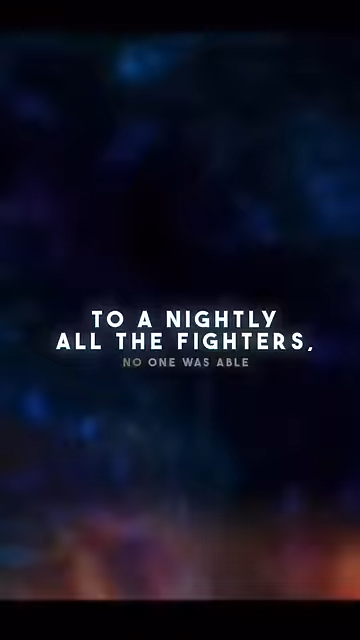 TO A NIGHTLY
ALL THE FIGHTERS,
NO ONE WAS ABLE